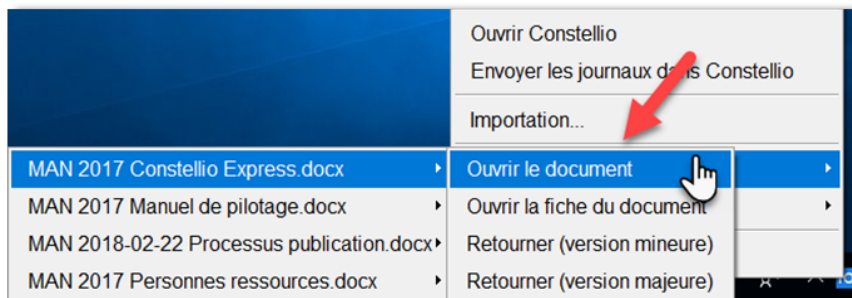 Ouvrir Constellio
Envoyer les journaux dans Constellio
Importation...
MAN 2017 Constellio Express.docx
Ouvrir le document
MAN 2017 Manuel de pilotage.docx
Ouvrir la fiche du document
MAN 2018-02-22 Processus publication.docx
Retourner (version mineure)
MAN 2017 Personnes ressources.docx
Retourner (version majeure)